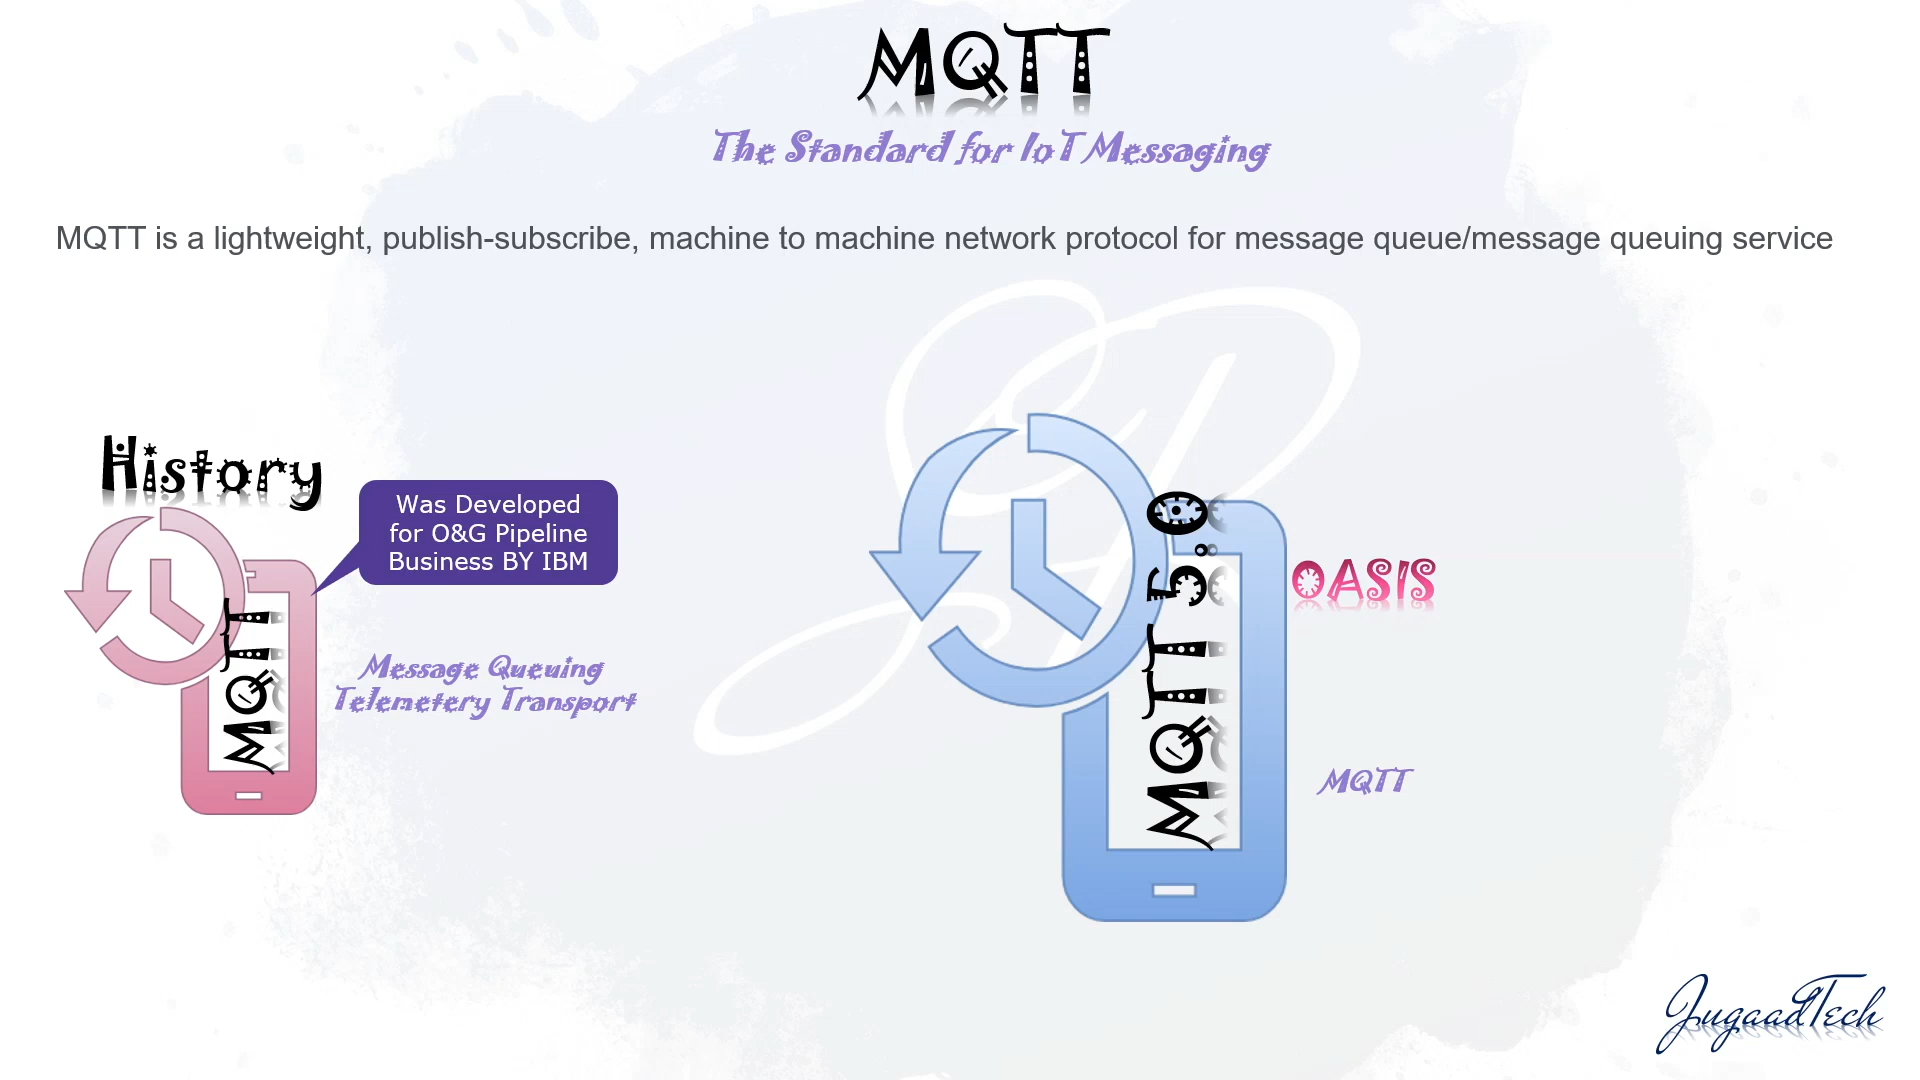 MQTT
The Standard for IoT Messaging
MQTT is a lightweight, publish-subscribe, machine to machine network protocol for message queue/message queuing service
History
Was Developed
for O&G Pipeline
Business BY IBM
MQTT
Message Queuing
Telemetery Transport
MQTT 5.0
OASIS
MQTT
JugaadTech